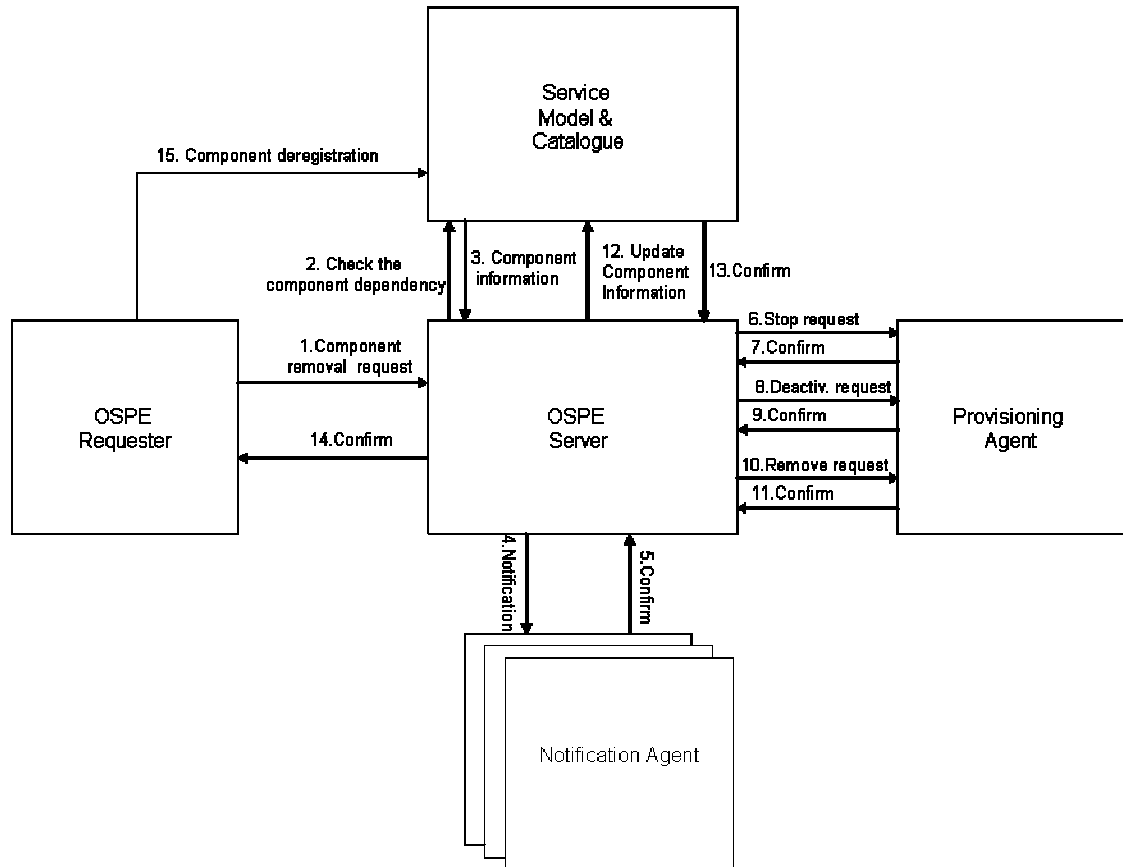 Service
Model &
Catalogue
15. Component deregistration
2. Check the
component dependency
3. Component
information
12. Update
Component
Information
13.Confirm
1.Component
removal request
OSPE
Requester
14.Confirm
OSPE
Server
6.Stop request
7.Confirm
8.Deactiv. request
9.Confirm
10.Remove request
11.Confirm
Provisioning
Agent
4.Notification
5.Confirm
Notification Agent